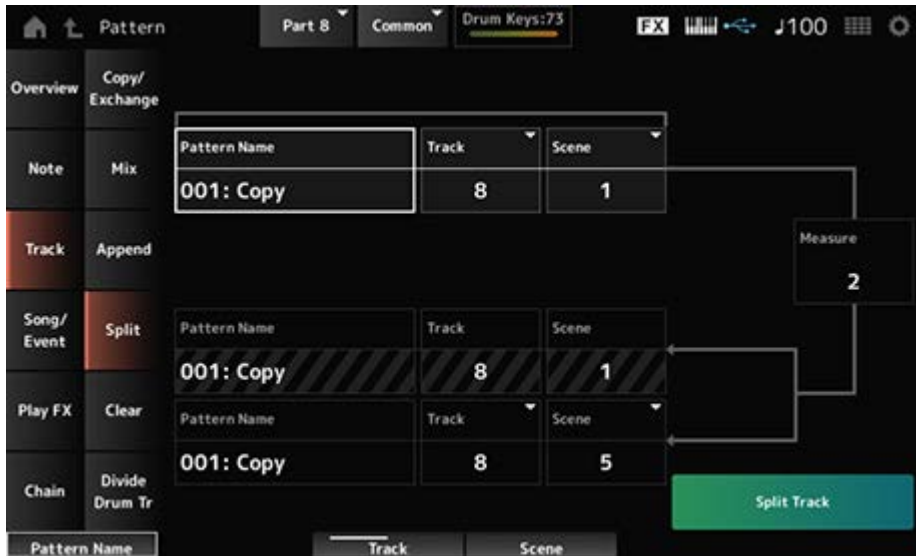 Pattern
Part 8
Common
Drum Keys:73
FX
♩100
Overview
Copy/
Exchange
Note
Mix
Track
Append
Song/
Event
Split
Play FX
Clear
Chain
Divide
Drum Tr
Pattern Name
Track
Scene
001: Copy
8
1
Measure
2
Pattern Name
Track
Scene
001: Copy
8
1
Pattern Name
Track
Scene
001: Copy
8
5
Split Track
Pattern Name
Track
Scene